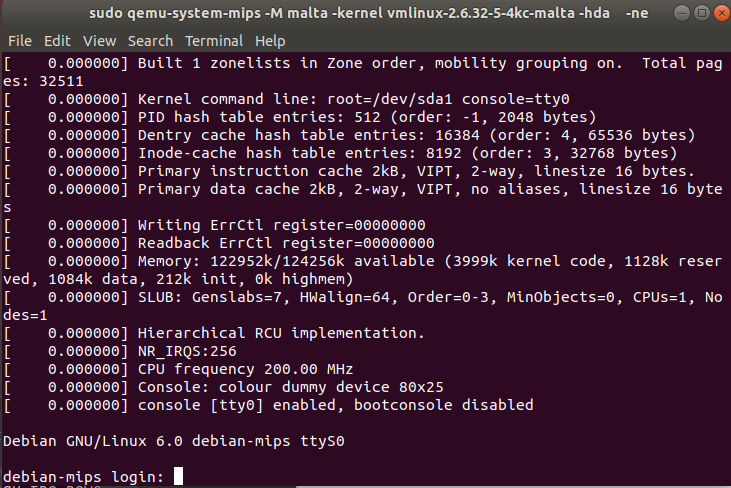 sudo qemu-system-mips -M malta -kernel vmlinux-2.6.32-5-4kc-malta -hda -ne
File Edit View Search Terminal Help
[    0.000000] Built 1 zonelists in Zone order, mobility grouping on.  Total pag
es: 32511
[    0.000000] Kernel command line: root=/dev/sda1 console=tty0
[    0.000000] PID hash table entries: 512 (order: -1, 2048 bytes)
[    0.000000] Dentry cache hash table entries: 16384 (order: 4, 65536 bytes)
[    0.000000] Inode-cache hash table entries: 8192 (order: 3, 32768 bytes)
[    0.000000] Primary instruction cache 2kB, VIPT, 2-way, linesize 16 bytes.
[    0.000000] Primary data cache 2kB, 2-way, VIPT, no aliases, linesize 16 byte
s
[    0.000000] Writing ErrCtl register=00000000
[    0.000000] Readback ErrCtl register=00000000
[    0.000000] Memory: 122952k/124256k available (3999k kernel code, 1128k reser
ved, 1084k data, 212k init, 0k highmem)
[    0.000000] SLUB: Genslabs=7, HWalign=64, Order=0-3, MinObjects=0, CPUs=1, No
des=1
[    0.000000] Hierarchical RCU implementation.
[    0.000000] NR_IRQS:256
[    0.000000] CPU frequency 200.00 MHz
[    0.000000] Console: colour dummy device 80x25
[    0.000000] console [tty0] enabled, bootconsole disabled
Debian GNU/Linux 6.0 debian-mips ttyS0
debian-mips login: